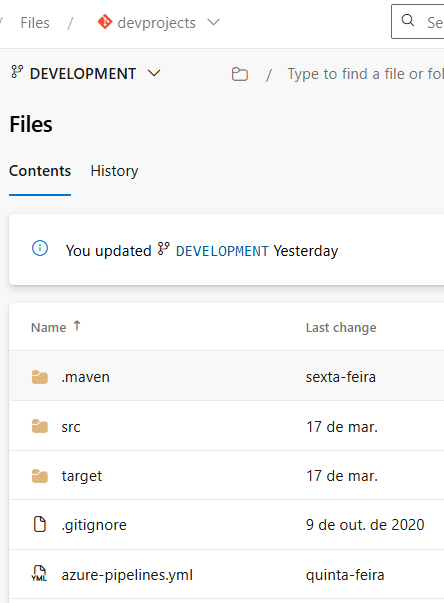 / Files / devprojects
Se
DEVELOPMENT / Type to find a file or fol
Files
Contents History
You updated DEVELOPMENT Yesterday
Name ↑ Last change
.maven sexta-feira
src 17 de mar.
target 17 de mar.
.gitignore 9 de out. de 2020
YML azure-pipelines.yml quinta-feira